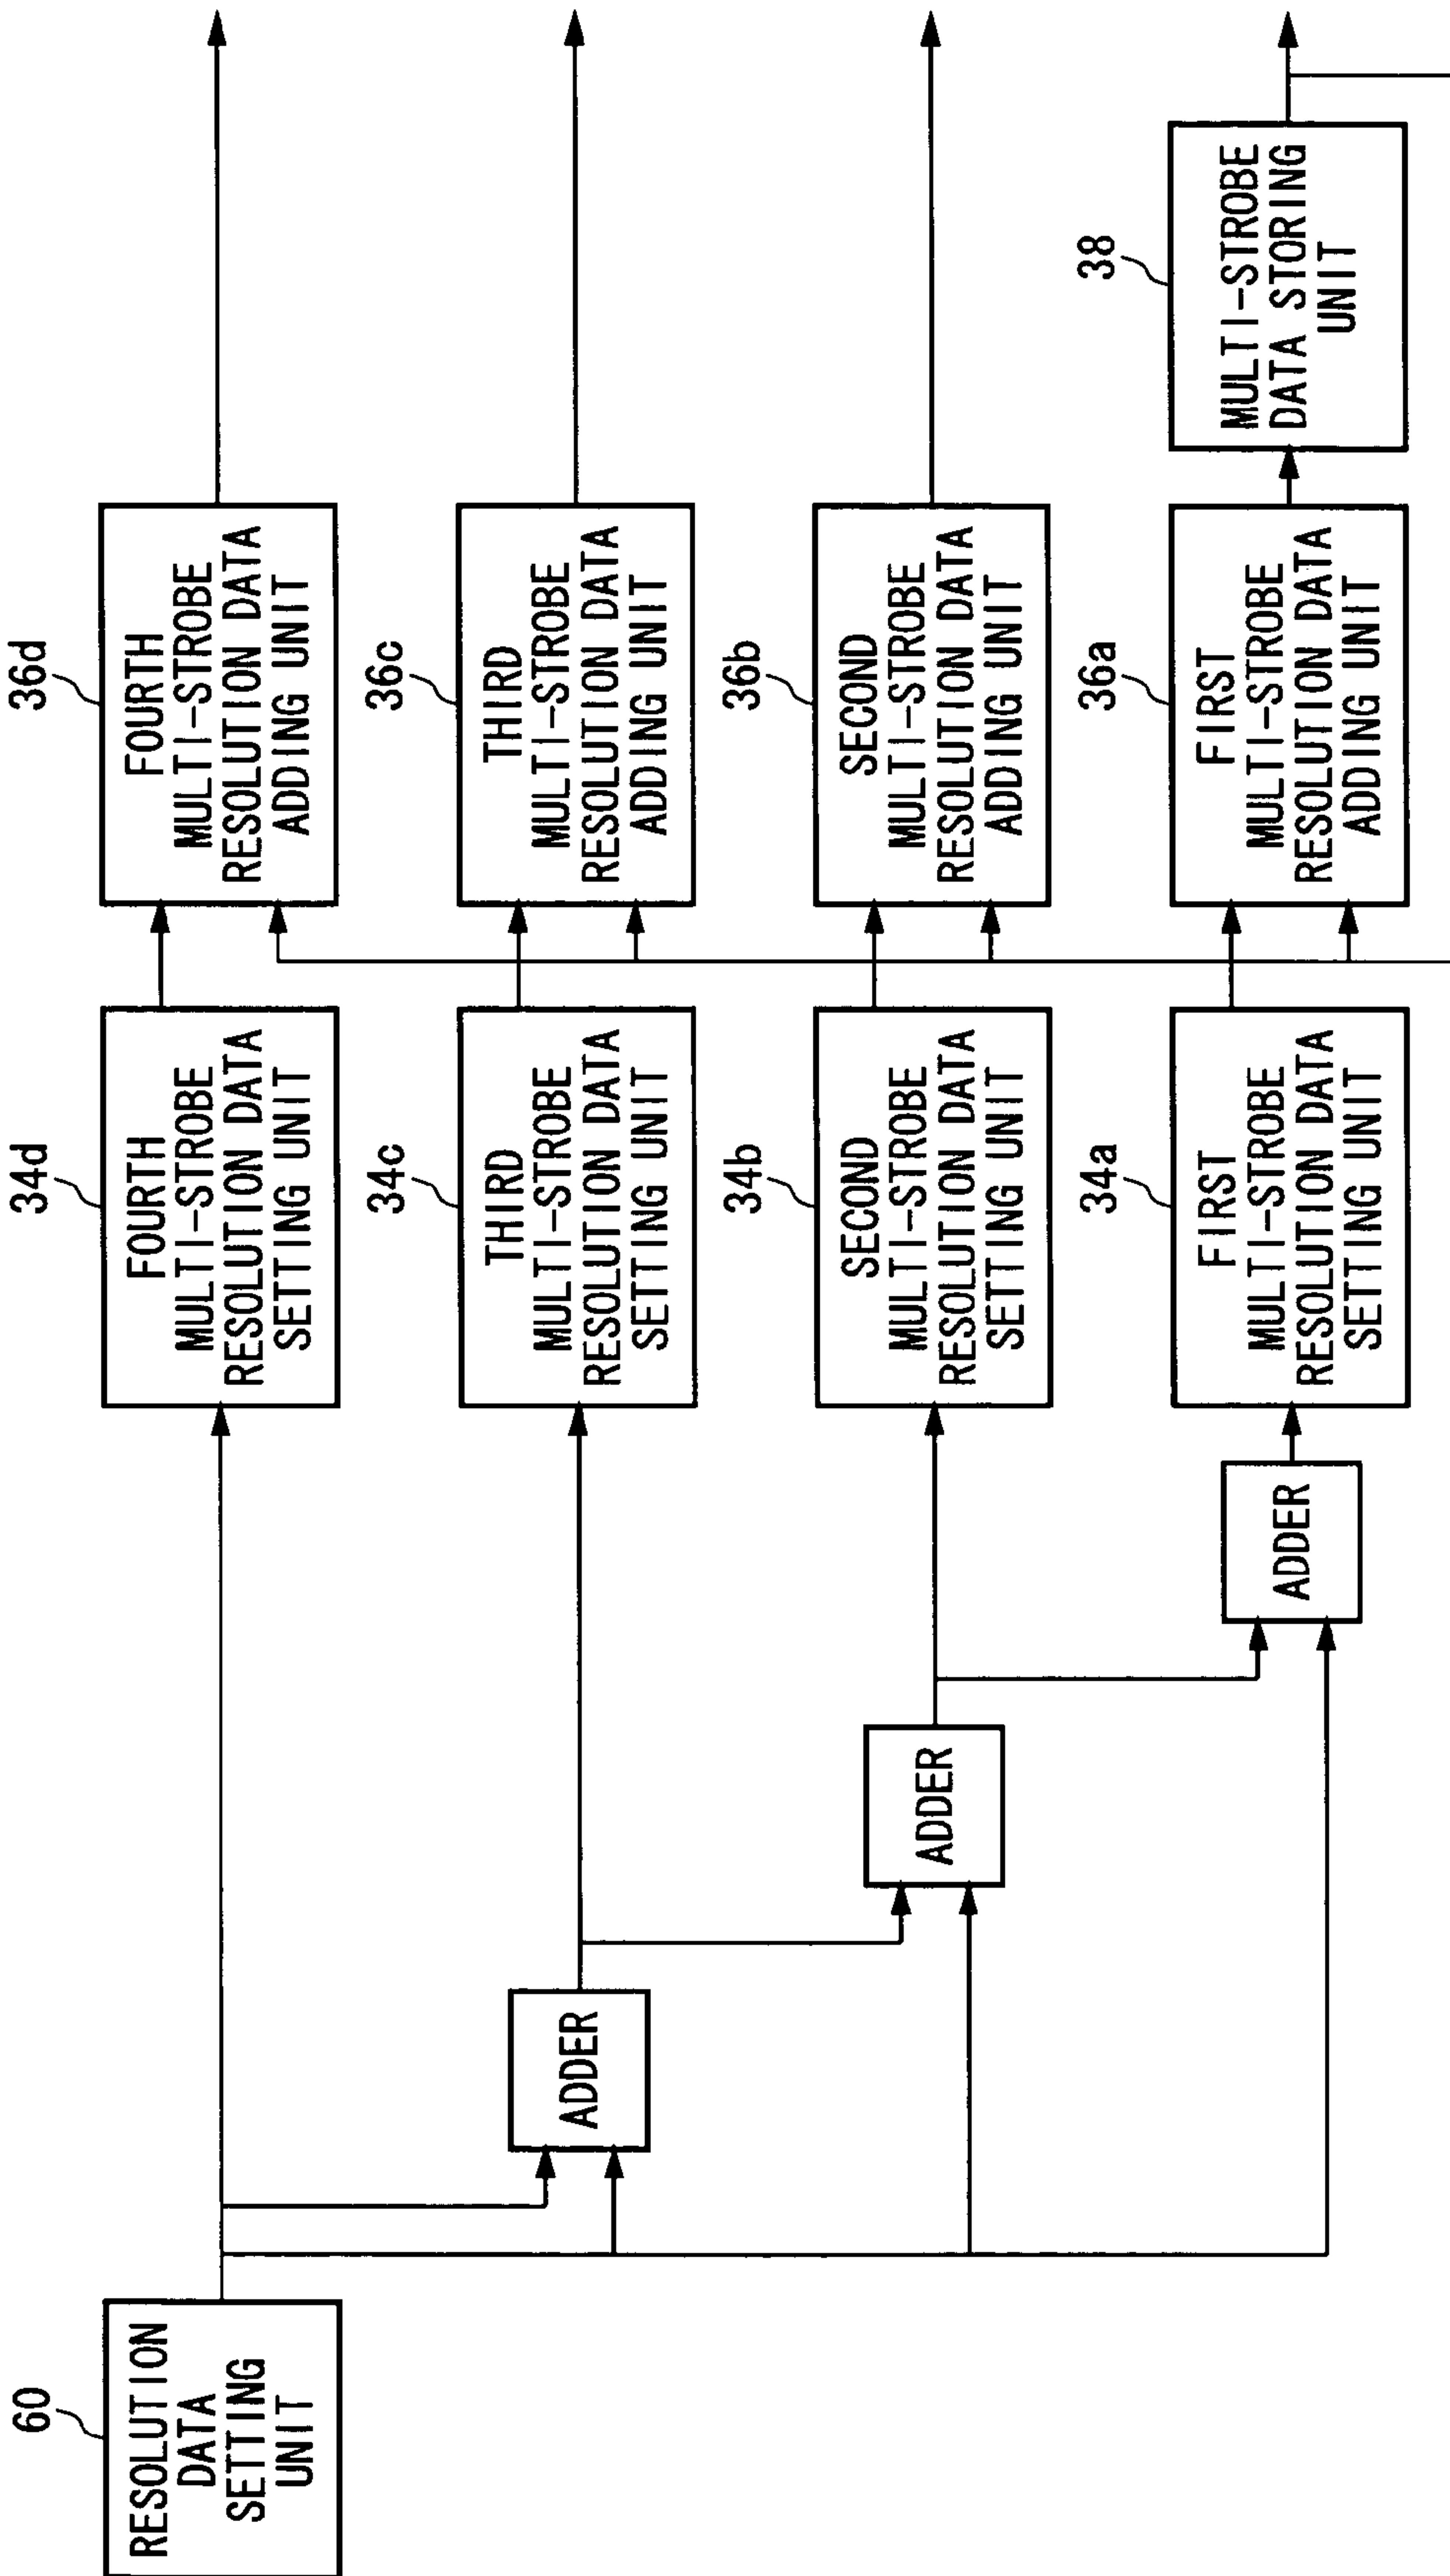 60
RESOLUTION
DATA
SETTING
UNIT
ADDER
ADDER
ADDER
34d
FOURTH
MULTI-STROBE
RESOLUTION DATA
SETTING UNIT
36d
FOURTH
MULTI-STROBE
RESOLUTION DATA
ADDING UNIT
34c
THIRD
MULTI-STROBE
RESOLUTION DATA
SETTING UNIT
36c
THIRD
MULTI-STROBE
RESOLUTION DATA
ADDING UNIT
34b
SECOND
MULTI-STROBE
RESOLUTION DATA
SETTING UNIT
36b
SECOND
MULTI-STROBE
RESOLUTION DATA
ADDING UNIT
34a
FIRST
MULTI-STROBE
RESOLUTION DATA
SETTING UNIT
36a
FIRST
MULTI-STROBE
RESOLUTION DATA
ADDING UNIT
38
MULTI-STROBE
DATA STORING
UNIT